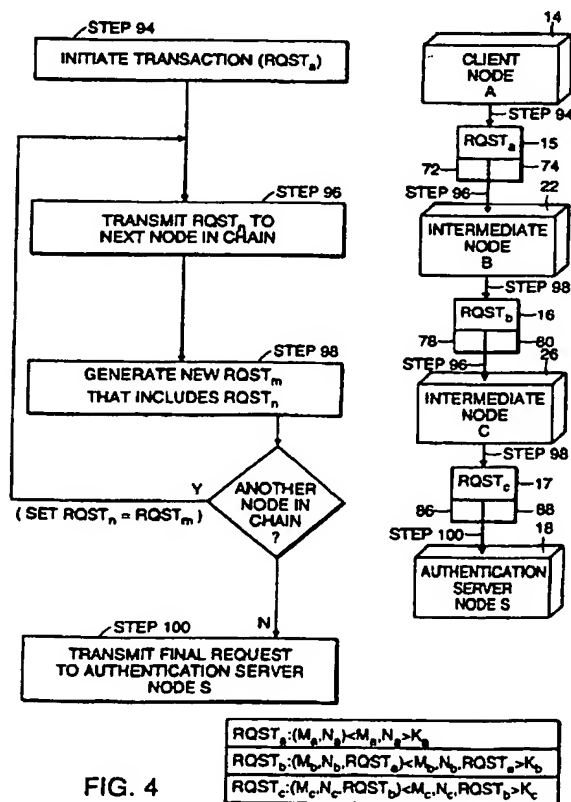 STEP 94
INITIATE TRANSACTION (RQSTa)
STEP 96
TRANSMIT RQSTn TO
NEXT NODE IN CHAIN
STEP 98
GENERATE NEW RQSTm
THAT INCLUDES RQSTn
Y
( SET RQSTn = RQSTm )
ANOTHER
NODE IN
CHAIN
?
N
STEP 100
TRANSMIT FINAL REQUEST
TO AUTHENTICATION SERVER
NODE S
14
CLIENT
NODE
A
STEP 94
RQSTa
15
72
74
STEP 96
22
INTERMEDIATE
NODE
B
STEP 98
RQSTb
16
78
80
STEP 96
26
INTERMEDIATE
NODE
C
STEP 98
RQSTc
17
86
88
STEP 100
18
AUTHENTICATION
SERVER
NODE S
RQSTa:(Ma,Na)<Ma,Na>Ka
RQSTb:(Mb,Nb,RQSTa)<Mb,Nb,RQSTa>Kb
RQSTc:(Mc,Nc,RQSTb)<Mc,Nc,RQSTb>Kc
FIG. 4